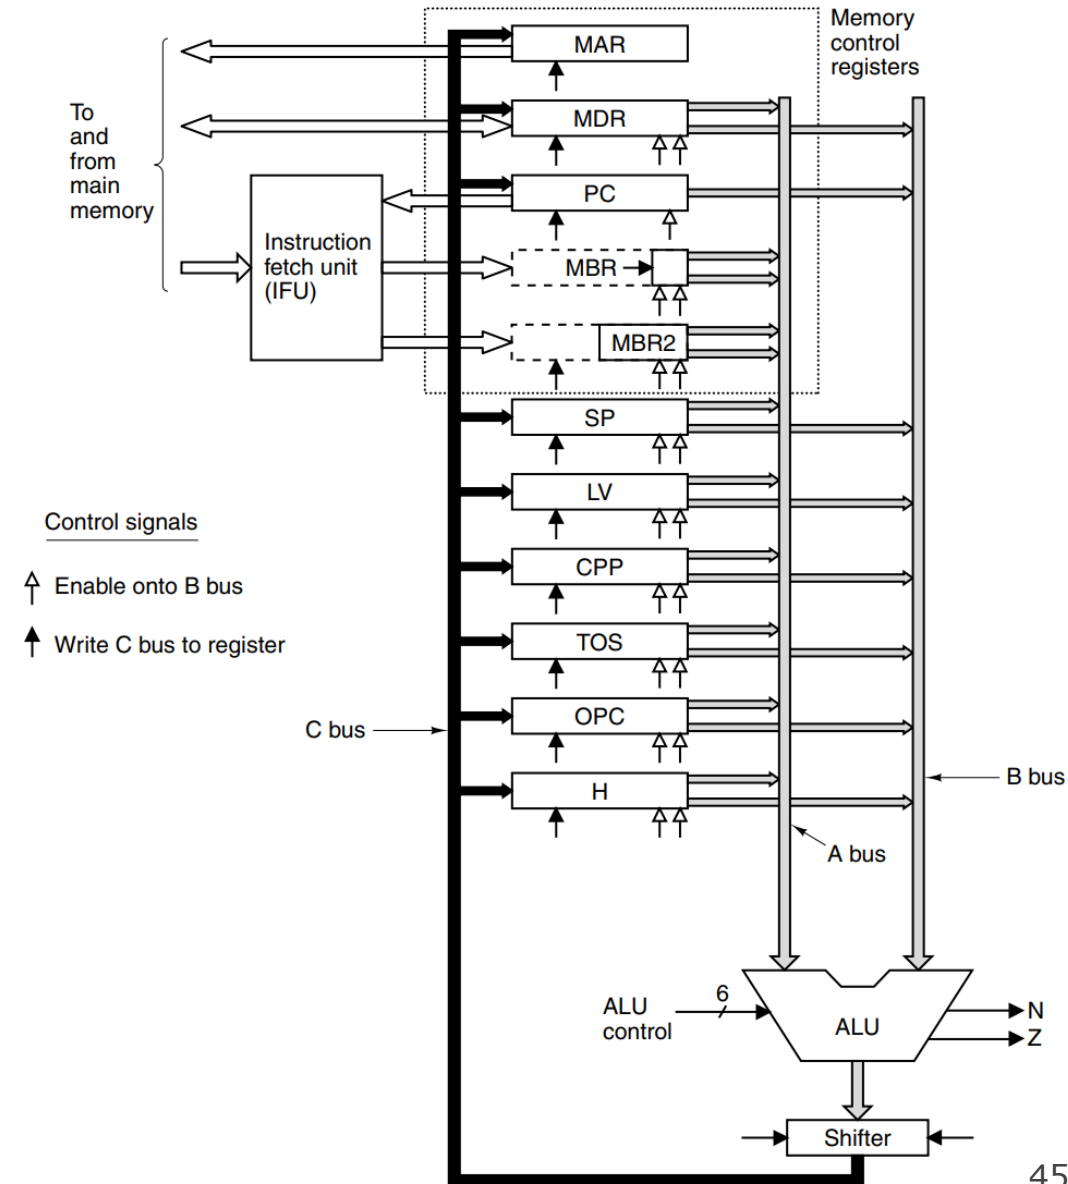 MAR
Memory
control
registers
To
and
from
main
memory
MDR
PC
Instruction
fetch unit
(IFU)
MBR
MBR2
SP
LV
Control signals
CPP
Enable onto B bus
TOS
Write C bus to register
OPC
C bus
H
B bus
A bus
6
ALU
control
ALU
N
Z
Shifter
45